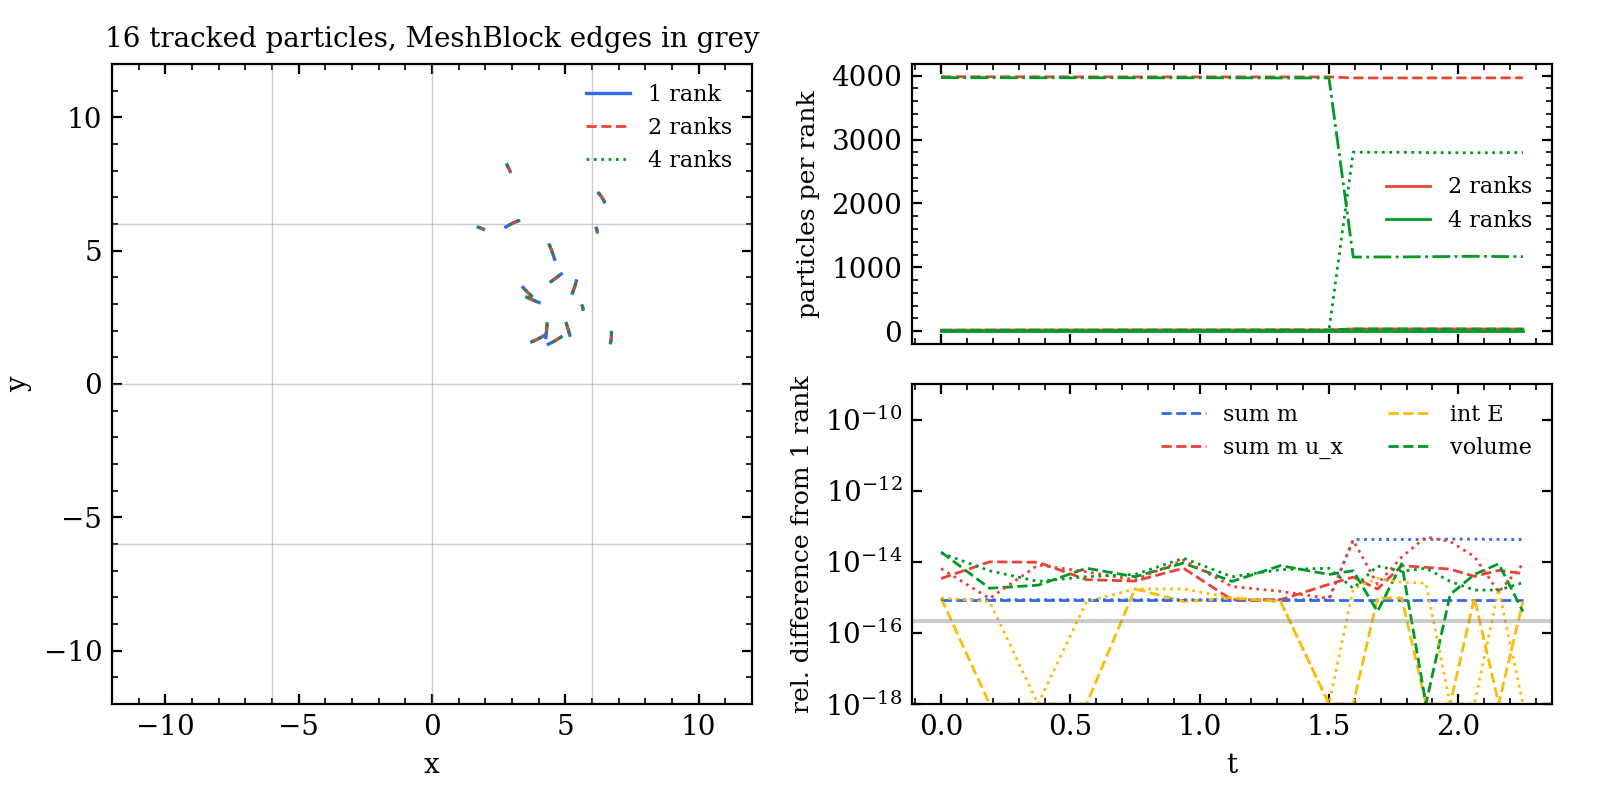 16 tracked particles, MeshBlock edges in grey
1 rank
2 ranks
4 ranks
10
5
0
−5
−10
y
−10
−5
0
5
10
x
4000
3000
2000
1000
0
particles per rank
2 ranks
4 ranks
rel. difference from 1 rank
10⁻¹⁰
10⁻¹²
10⁻¹⁴
10⁻¹⁶
10⁻¹⁸
sum m
sum m u_x
int E
volume
0.0
0.5
1.0
1.5
2.0
t